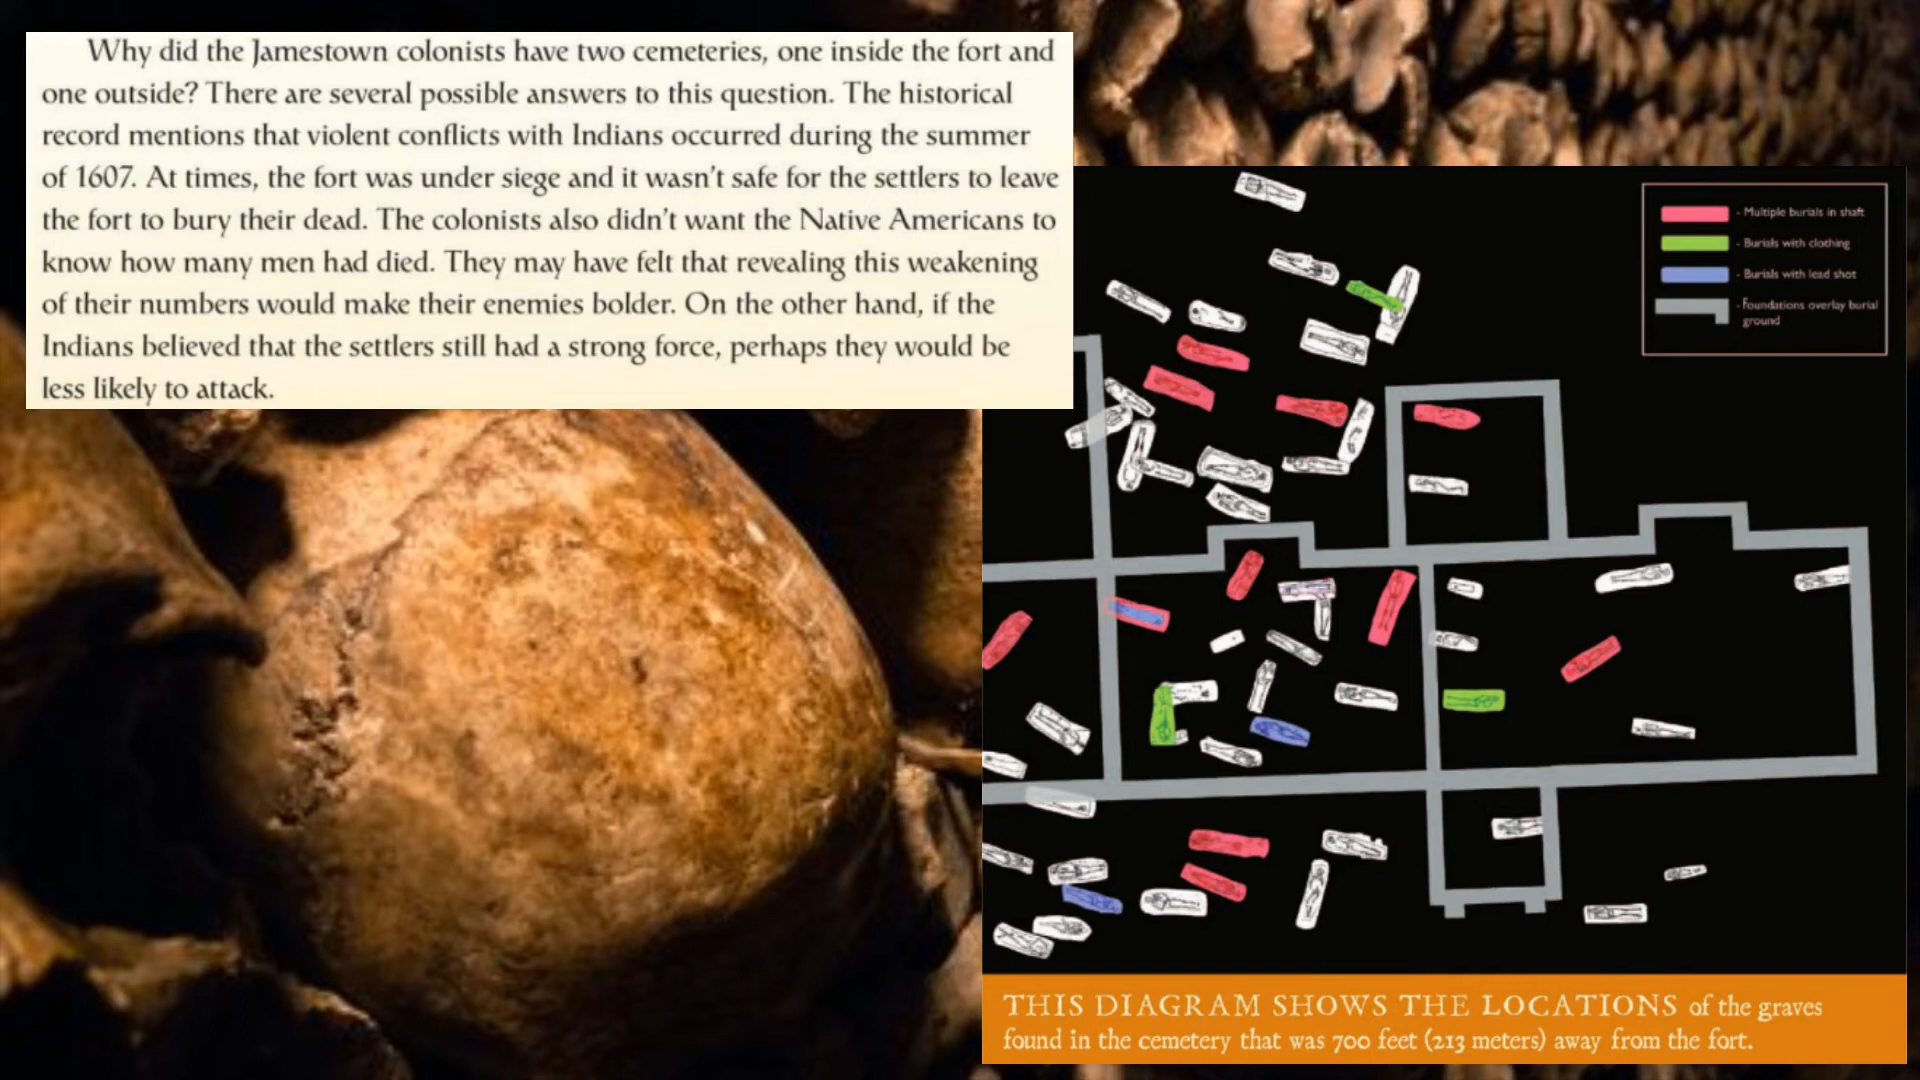 Why did the Jamestown colonists have two cemeteries, one inside the fort and
one outside? There are several possible answers to this question. The historical
record mentions that violent conflicts with Indians occurred during the summer
of 1607. At times, the fort was under siege and it wasn't safe for the settlers to leave
the fort to bury their dead. The colonists also didn't want the Native Americans to
know how many men had died. They may have felt that revealing this weakening
of their numbers would make their enemies bolder. On the other hand, if the
Indians believed that the settlers still had a strong force, perhaps they would be
less likely to attack.
- Multiple burials in shaft
- Burials with clothing
- Burials with lead shot
- Foundations overlay burial
ground
THIS DIAGRAM SHOWS THE LOCATIONS of the graves
found in the cemetery that was 700 feet (213 meters) away from the fort.